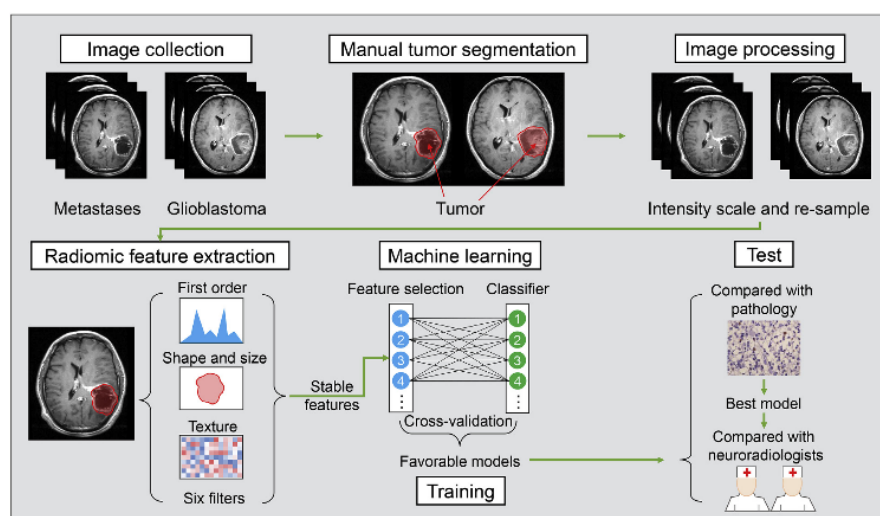 Image collection
Manual tumor segmentation
Image processing
Metastases
Glioblastoma
Tumor
Intensity scale and re-sample
Radiomic feature extraction
Machine learning
Test
First order
Shape and size
Texture
Six filters
Stable
features
Feature selection
Classifier
1
2
3
4
1
2
3
4
Cross-validation
Favorable models
Training
Compared with
pathology
Best model
Compared with
neuroradiologists